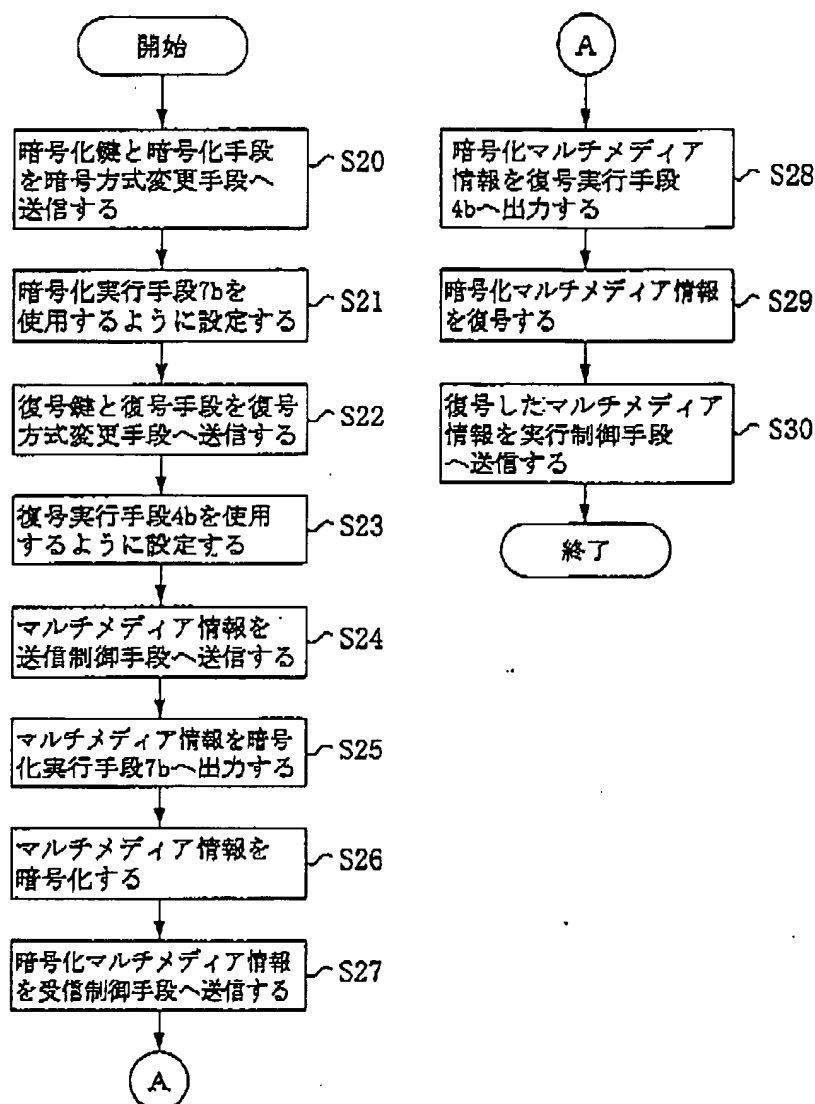 開始
暗号化鍵と暗号化手段
を暗号方式変更手段へ
送信する
S20
暗号化実行手段7bを
使用するように設定する
S21
復号鍵と復号手段を復号
方式変更手段へ送信する
S22
復号実行手段4bを使用
するように設定する
S23
マルチメディア情報を
送信制御手段へ送信する
S24
マルチメディア情報を暗号
化実行手段7bへ出力する
S25
マルチメディア情報を
暗号化する
S26
暗号化マルチメディア情報
を受信制御手段へ送信する
S27
A
A
暗号化マルチメディア
情報を復号実行手段
4bへ出力する
S28
暗号化マルチメディア情報
を復号する
S29
復号したマルチメディア
情報を実行制御手段
へ送信する
S30
終了